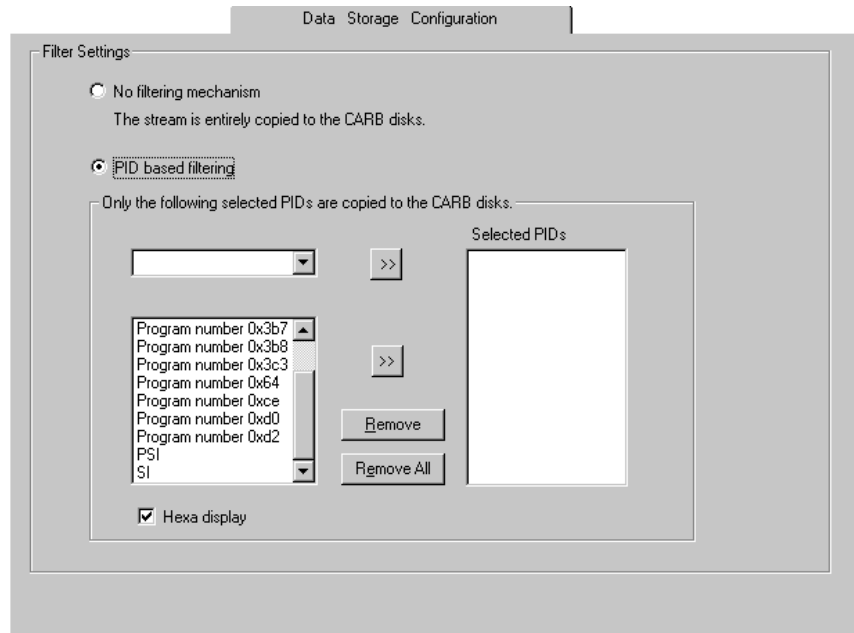 Data Storage Configuration
Filter Settings
No filtering mechanism
The stream is entirely copied to the CARB disks.
PID based filtering
Only the following selected PIDs are copied to the CARB disks.
Selected PIDs
>>
Program number 0x3b7
Program number 0x3b8
Program number 0x3c3
Program number 0x64
Program number 0xce
Program number 0xd0
Program number 0xd2
PSI
SI
>>
Remove
Remove All
Hexa display